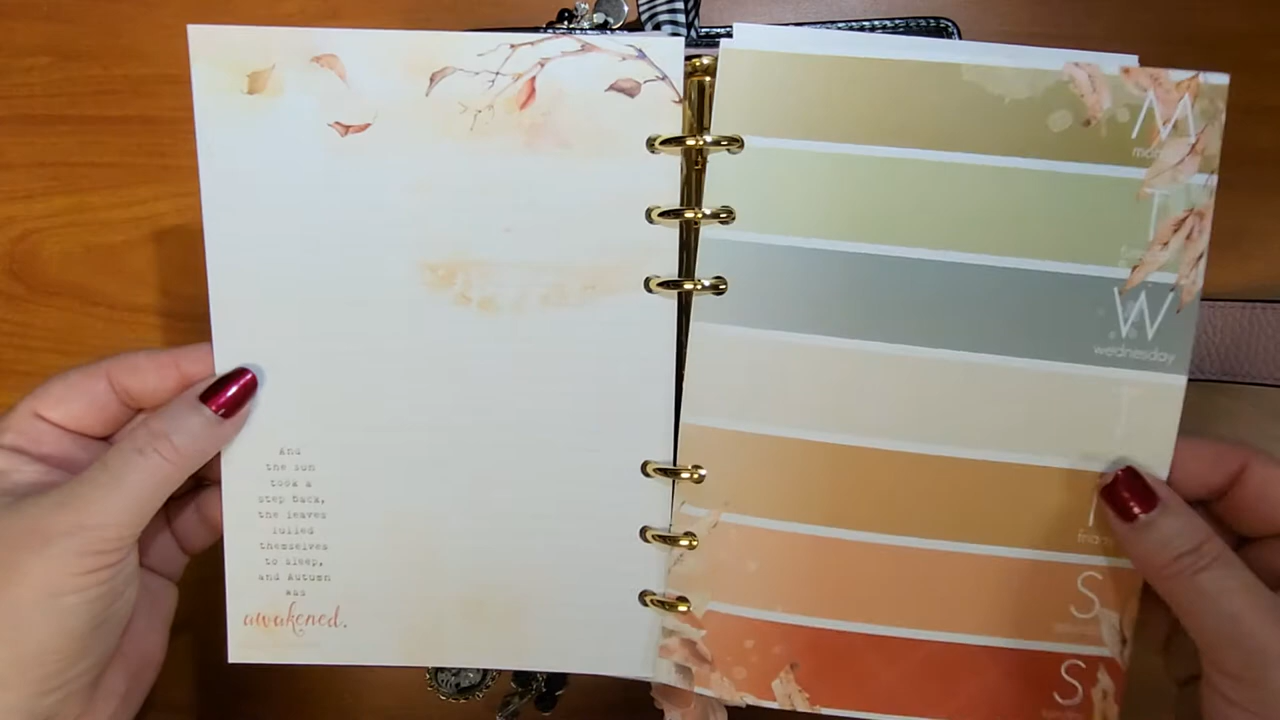 And
the sun
took a
step back,
the leaves
lulled
themselves
to sleep,
and Autumn
was
awakened.
M
T
W
wednesday
S
S